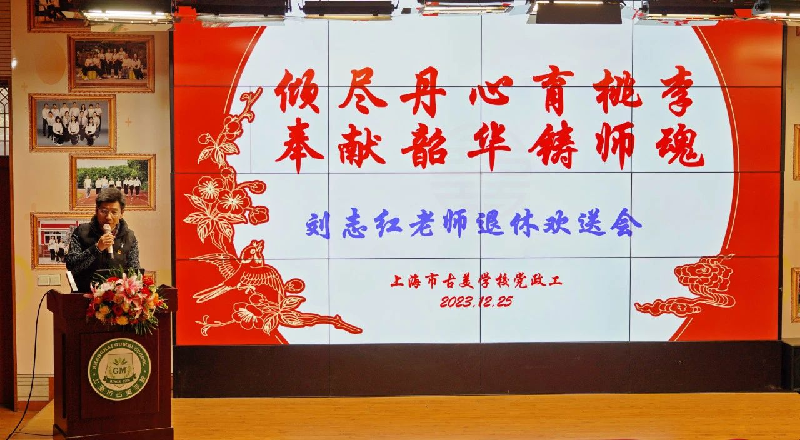 倾尽丹心育桃李
奉献韶华铸师魂
刘志红老师退休欢送会
上海市古美学校党政工
2023.12.25
GM